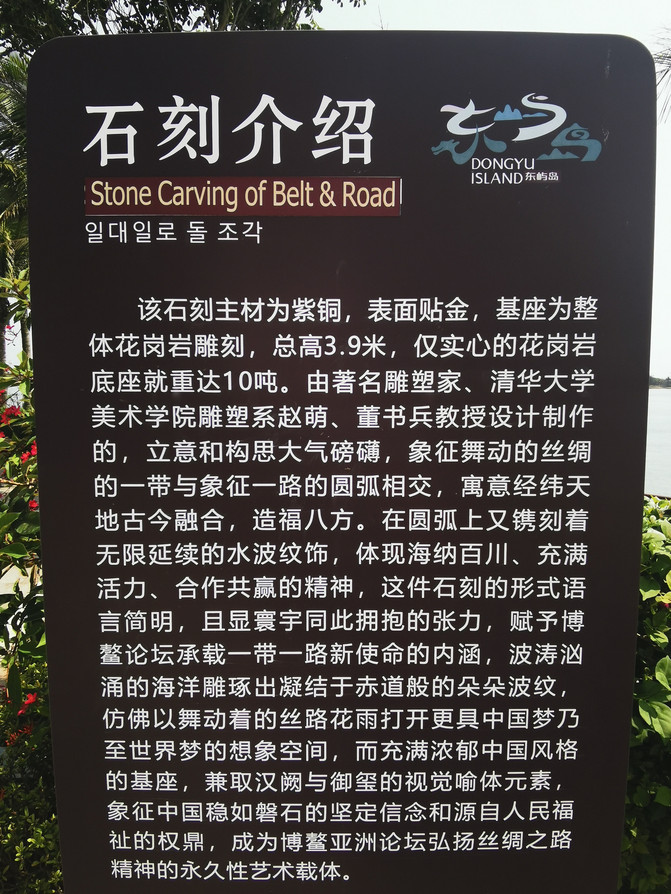 石刻介绍
DONGYU
ISLAND东屿岛
Stone Carving of Belt & Road
일대일로 돌 조각
该石刻主材为紫铜，表面贴金，基座为整
体花岗岩雕刻，总高3.9米，仅实心的花岗岩
底座就重达10吨。由著名雕塑家、清华大学
美术学院雕塑系赵萌、董书兵教授设计制作
的，立意和构思大气磅礴，象征舞动的丝绸
的一带与象征一路的圆弧相交，寓意经纬天
地古今融合，造福八方。在圆弧上又镌刻着
无限延续的水波纹饰，体现海纳百川、充满
活力、合作共赢的精神，这件石刻的形式语
言简明，且显寰宇同此拥抱的张力，赋予博
鳌论坛承载一带一路新使命的内涵，波涛汹
涌的海洋雕琢出凝结于赤道般的朵朵波纹，
仿佛以舞动着的丝路花雨打开更具中国梦乃
至世界梦的想象空间，而充满浓郁中国风格
的基座，兼取汉阙与御玺的视觉喻体元素，
象征中国稳如磐石的坚定信念和源自人民福
祉的权鼎，成为博鳌亚洲论坛弘扬丝绸之路
精神的永久性艺术载体。